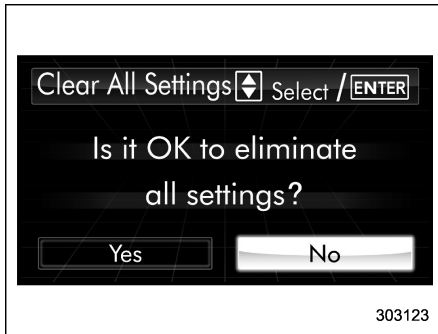 Clear All Settings Select / ENTER
Is it OK to eliminate
all settings?
Yes No
303123